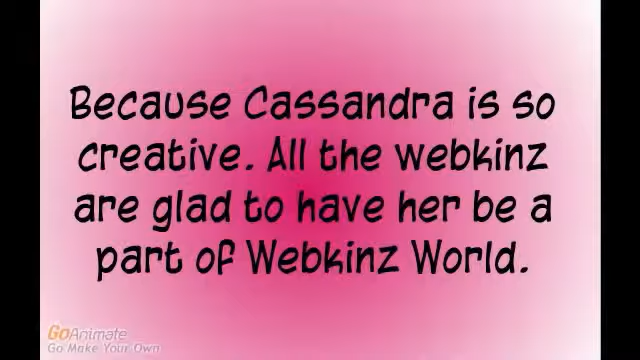 Because Cassandra is so
creative. All the webkinz
are glad to have her be a
part of Webkinz World.
GoAnimate
Go Make Your Own